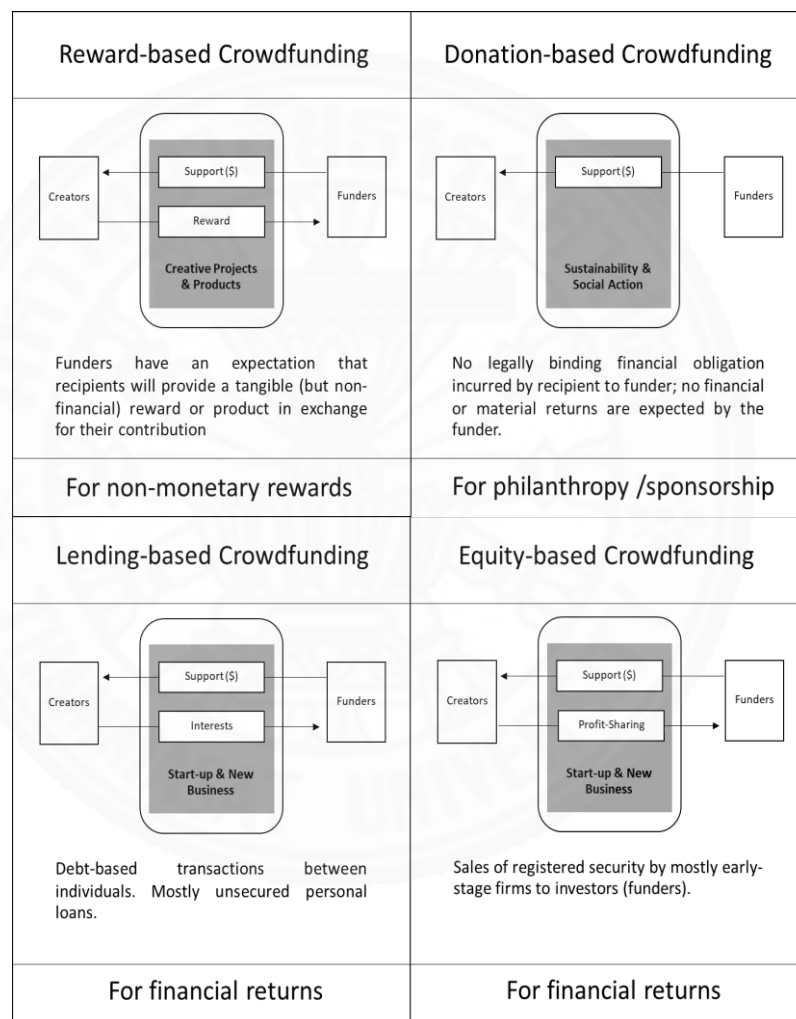 Reward-based Crowdfunding
Creators
Support ($)
Reward
Funders
Creative Projects
& Products
Funders have an expectation that
recipients will provide a tangible (but non-
financial) reward or product in exchange
for their contribution
For non-monetary rewards
Donation-based Crowdfunding
Creators
Support ($)
Funders
Sustainability &
Social Action
No legally binding financial obligation
incurred by recipient to funder; no financial
or material returns are expected by the
funder.
For philanthropy /sponsorship
Lending-based Crowdfunding
Creators
Support ($)
Interests
Funders
Start-up & New
Business
Debt-based transactions between
individuals. Mostly unsecured personal
loans.
For financial returns
Equity-based Crowdfunding
Creators
Support ($)
Profit-Sharing
Funders
Start-up & New
Business
Sales of registered security by mostly early-
stage firms to investors (funders).
For financial returns